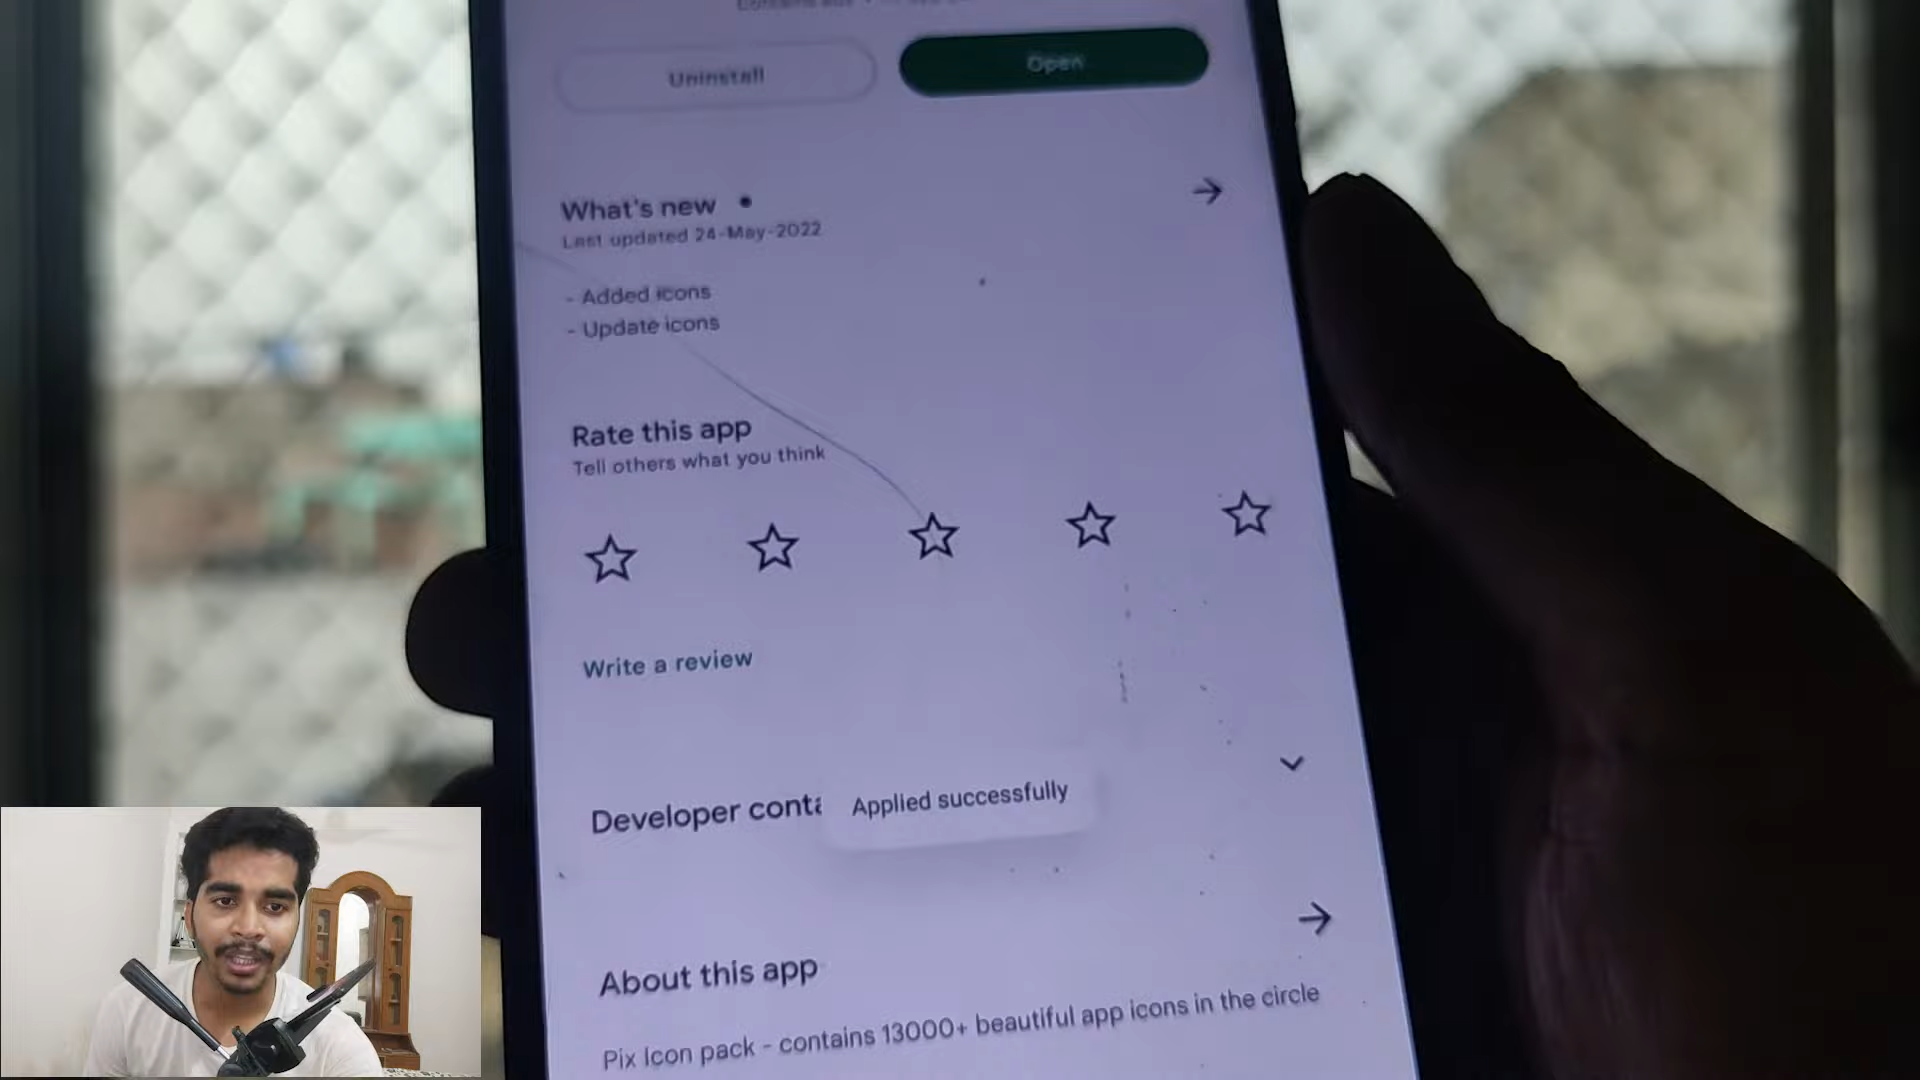 Uninstall
Open
What's new •
Last updated 24-May-2022
- Added icons
- Update icons
Rate this app
Tell others what you think
Write a review
Developer conta
Applied successfully
About this app
Pix Icon pack - contains 13000+ beautiful app icons in the circle